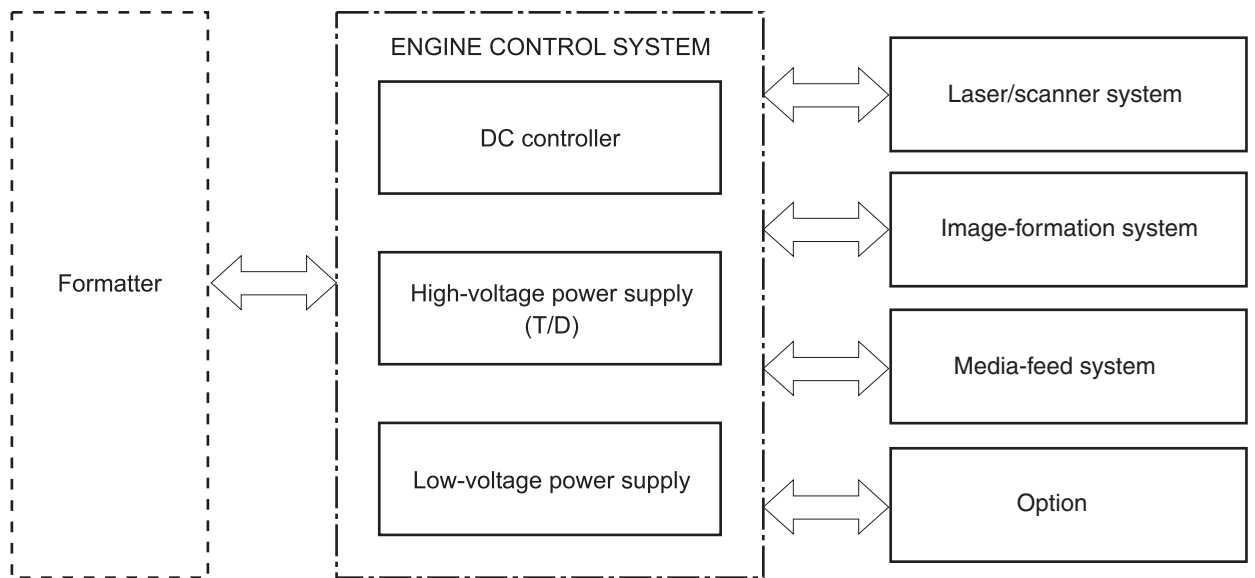 Formatter
ENGINE CONTROL SYSTEM
DC controller
High-voltage power supply
(T/D)
Low-voltage power supply
Laser/scanner system
Image-formation system
Media-feed system
Option